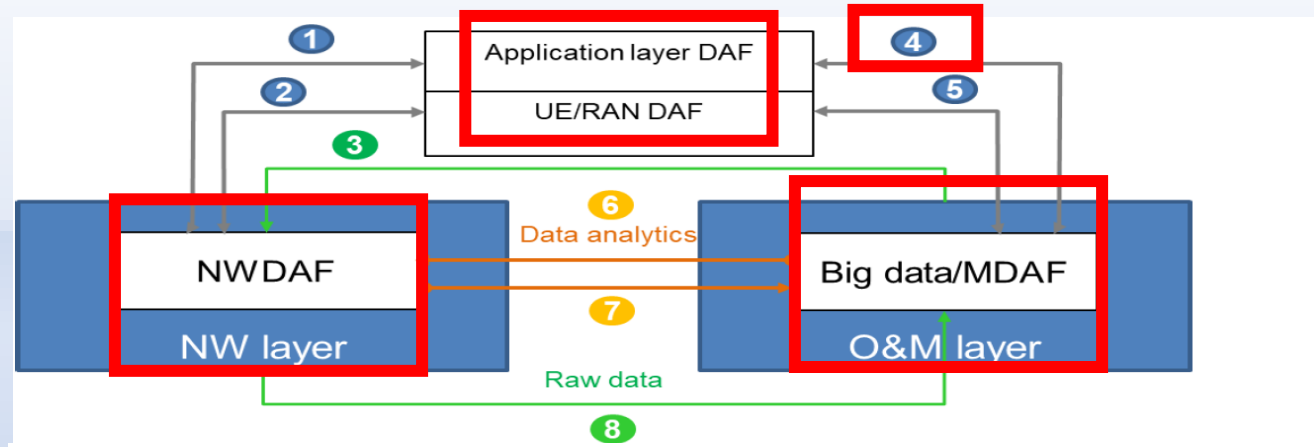 1
Application layer DAF
4
2
UE/RAN DAF
5
3
6
Data analytics
NWDAF
Big data/MDAF
7
NW layer
O&M layer
Raw data
8